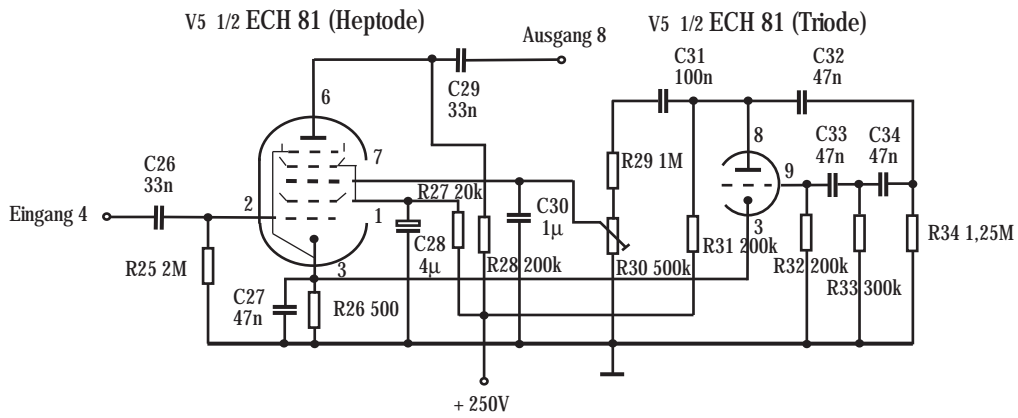 V5 1/2 ECH 81 (Heptode)
V5 1/2 ECH 81 (Triode)
Ausgang 8
C29
33n
C31
100n
C32
47n
6
8
7
C26
33n
C33
47n
C34
47n
9
R29 1M
R27 20k
Eingang 4
2
1
C28
4µ
C30
1µ
3
R34 1,25M
R31 200k
R25 2M
3
R28 200k
R30 500k
R32 200k
R33 300k
C27
47n
R26 500
+ 250V